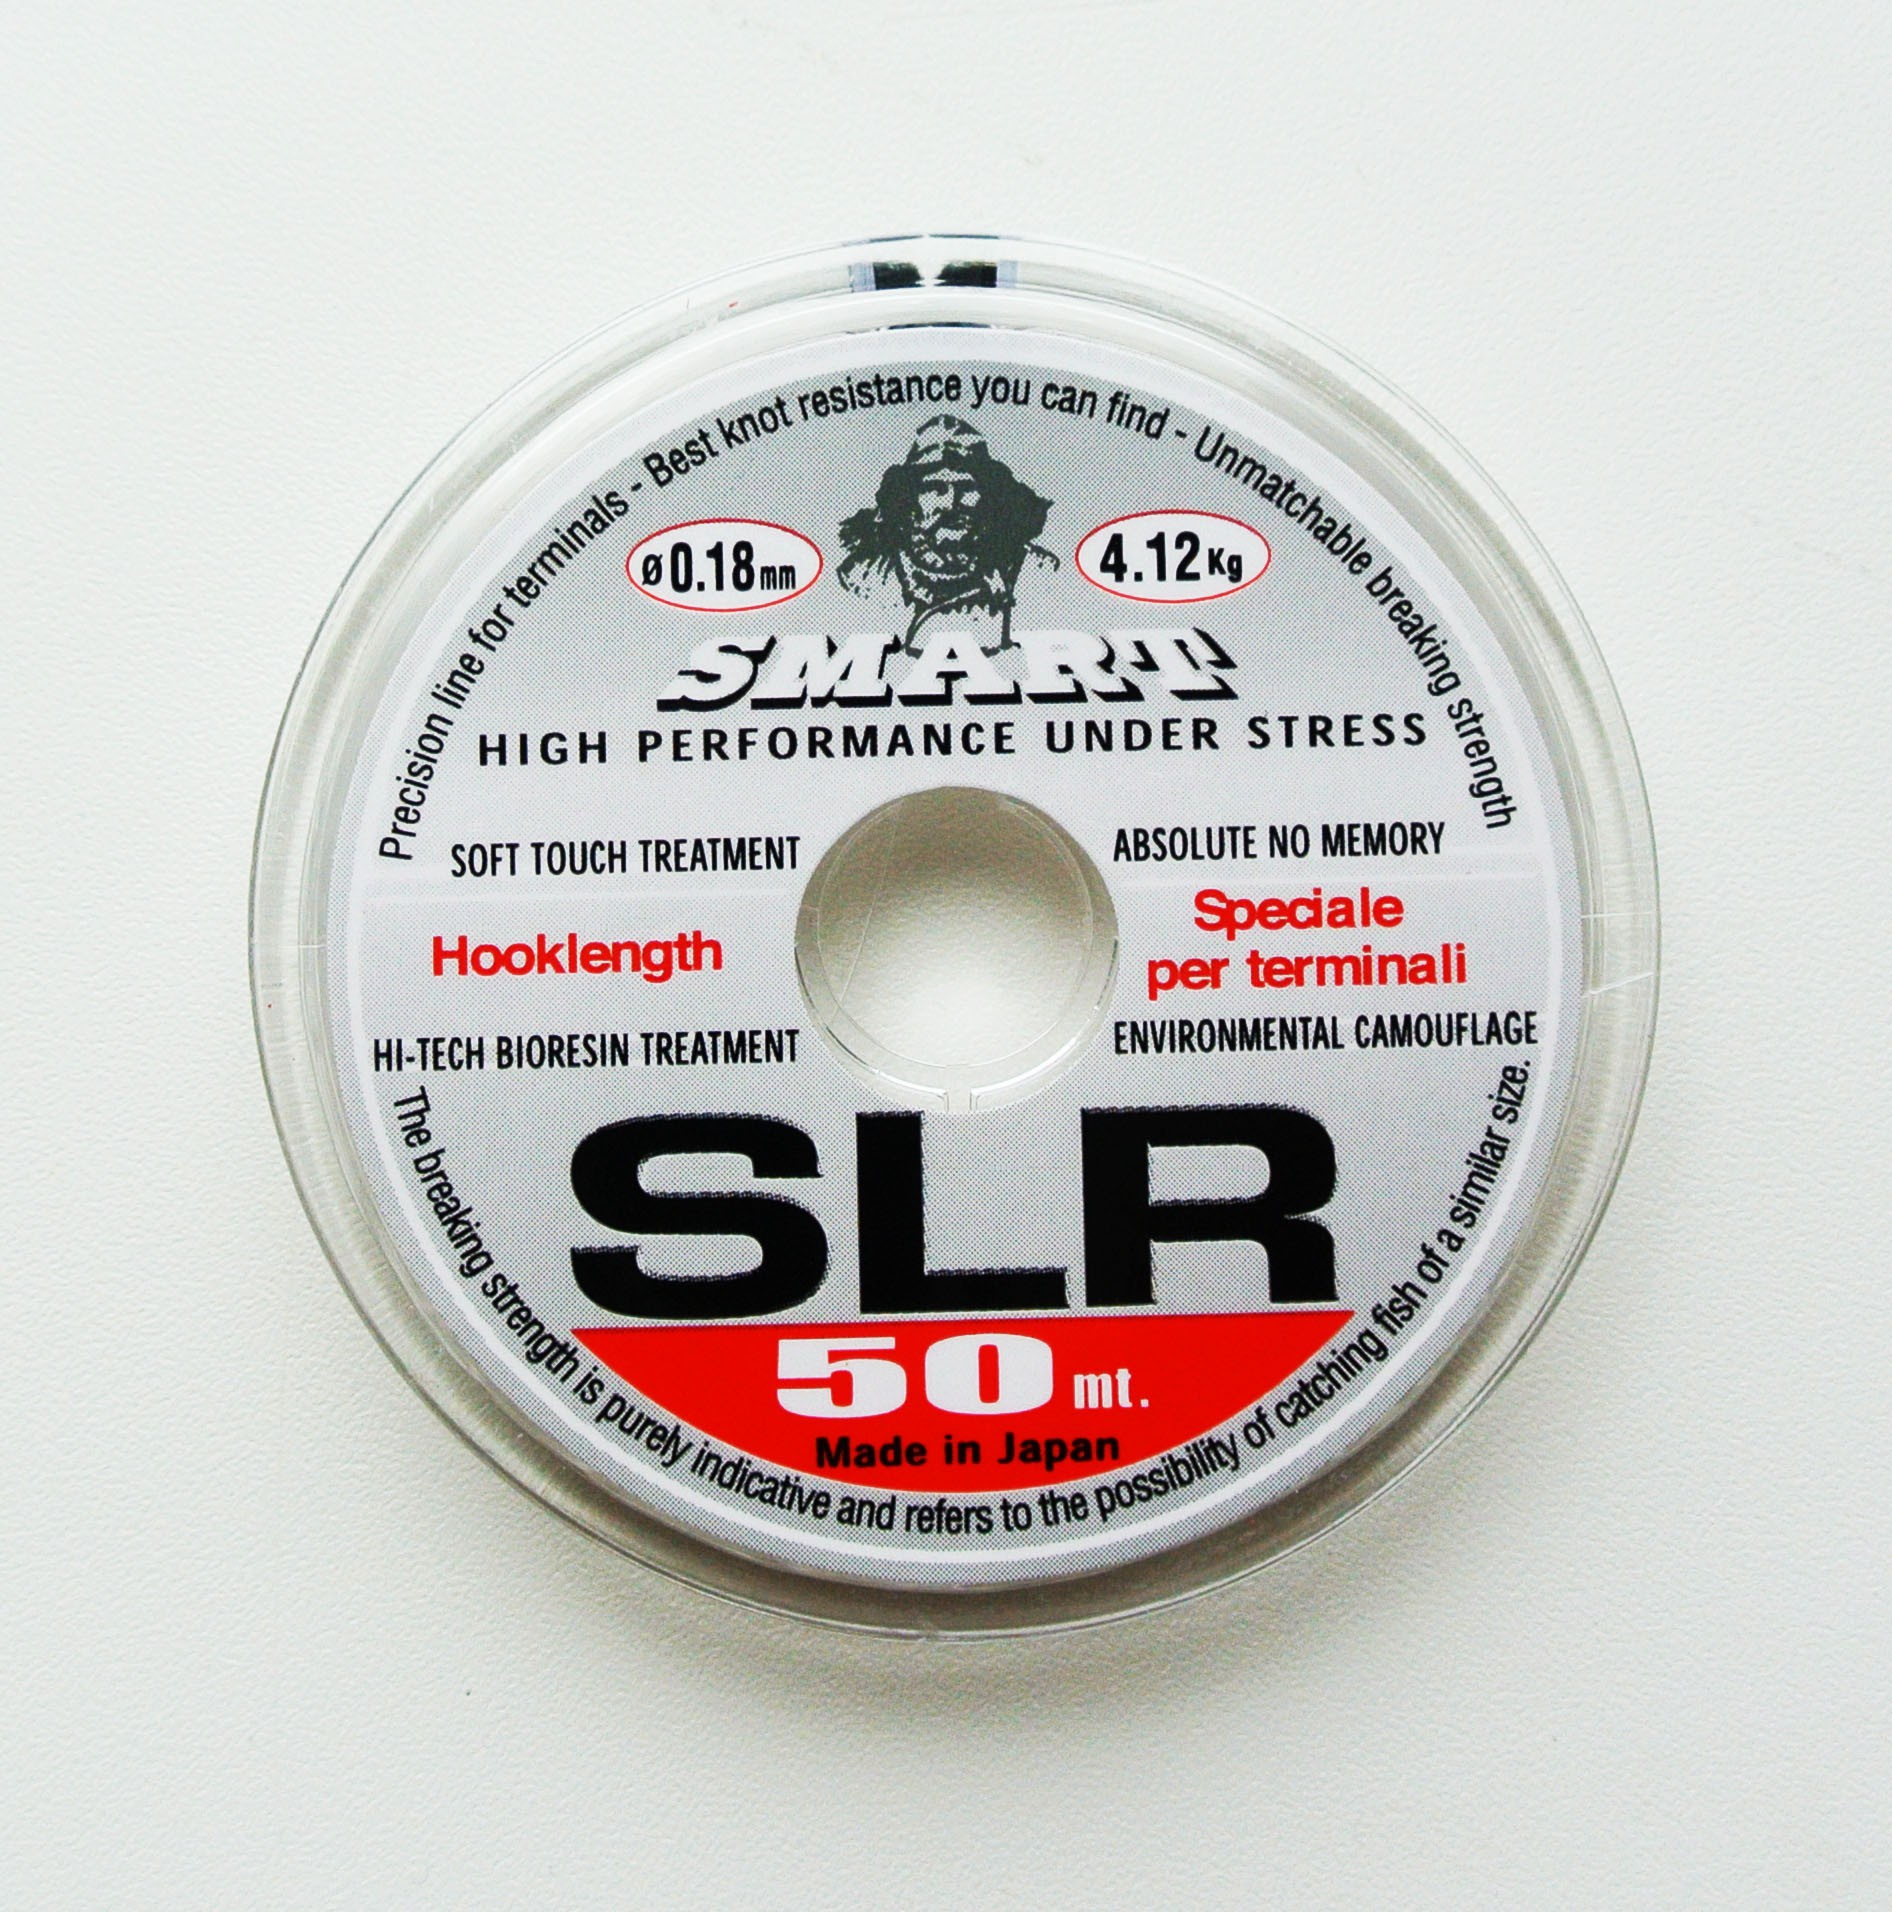 Precision line for terminals - Best knot resistance you can find - Unmatchable breaking strength
ø0.18mm
4.12Kg
SMART
HIGH PERFORMANCE UNDER STRESS
SOFT TOUCH TREATMENT
ABSOLUTE NO MEMORY
Hooklength
Speciale
per terminali
HI-TECH BIORESIN TREATMENT
ENVIRONMENTAL CAMOUFLAGE
SLR
50 mt.
Made in Japan
The breaking strength is purely indicative and refers to the possibility of catching fish of a similar size.